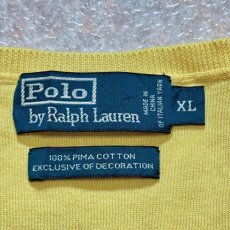 Polo
by Ralph Lauren
MADE IN
CHINA
OF ITALIAN YARN
XL
100% PIMA COTTON
EXCLUSIVE OF DECORATION